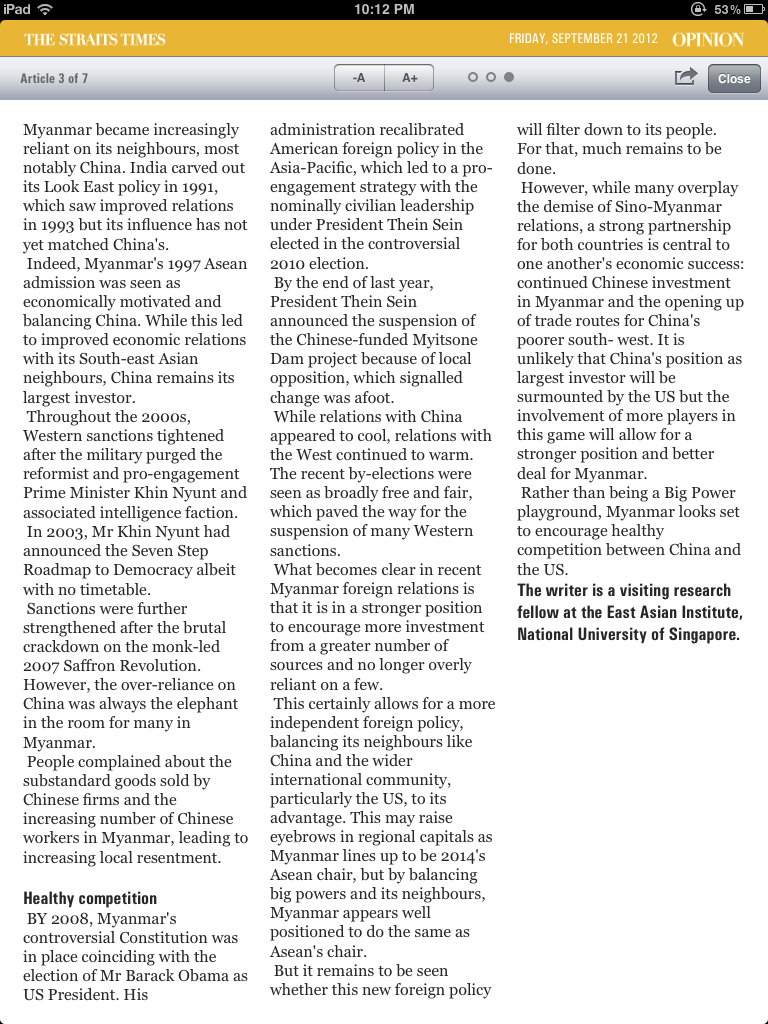 iPad 10:12 PM 53%
THE STRAITS TIMES FRIDAY, SEPTEMBER 21 2012 OPINION
Article 3 of 7 -A A+ Close
Myanmar became increasingly
reliant on its neighbours, most
notably China. India carved out
its Look East policy in 1991,
which saw improved relations
in 1993 but its influence has not
yet matched China's.
Indeed, Myanmar's 1997 Asean
admission was seen as
economically motivated and
balancing China. While this led
to improved economic relations
with its South-east Asian
neighbours, China remains its
largest investor.
Throughout the 2000s,
Western sanctions tightened
after the military purged the
reformist and pro-engagement
Prime Minister Khin Nyunt and
associated intelligence faction.
In 2003, Mr Khin Nyunt had
announced the Seven Step
Roadmap to Democracy albeit
with no timetable.
Sanctions were further
strengthened after the brutal
crackdown on the monk-led
2007 Saffron Revolution.
However, the over-reliance on
China was always the elephant
in the room for many in
Myanmar.
People complained about the
substandard goods sold by
Chinese firms and the
increasing number of Chinese
workers in Myanmar, leading to
increasing local resentment.
Healthy competition
BY 2008, Myanmar's
controversial Constitution was
in place coinciding with the
election of Mr Barack Obama as
US President. His
administration recalibrated
American foreign policy in the
Asia-Pacific, which led to a pro-
engagement strategy with the
nominally civilian leadership
under President Thein Sein
elected in the controversial
2010 election.
By the end of last year,
President Thein Sein
announced the suspension of
the Chinese-funded Myitsone
Dam project because of local
opposition, which signalled
change was afoot.
While relations with China
appeared to cool, relations with
the West continued to warm.
The recent by-elections were
seen as broadly free and fair,
which paved the way for the
suspension of many Western
sanctions.
What becomes clear in recent
Myanmar foreign relations is
that it is in a stronger position
to encourage more investment
from a greater number of
sources and no longer overly
reliant on a few.
This certainly allows for a more
independent foreign policy,
balancing its neighbours like
China and the wider
international community,
particularly the US, to its
advantage. This may raise
eyebrows in regional capitals as
Myanmar lines up to be 2014's
Asean chair, but by balancing
big powers and its neighbours,
Myanmar appears well
positioned to do the same as
Asean's chair.
But it remains to be seen
whether this new foreign policy
will filter down to its people.
For that, much remains to be
done.
However, while many overplay
the demise of Sino-Myanmar
relations, a strong partnership
for both countries is central to
one another's economic success:
continued Chinese investment
in Myanmar and the opening up
of trade routes for China's
poorer south- west. It is
unlikely that China's position as
largest investor will be
surmounted by the US but the
involvement of more players in
this game will allow for a
stronger position and better
deal for Myanmar.
Rather than being a Big Power
playground, Myanmar looks set
to encourage healthy
competition between China and
the US.
The writer is a visiting research
fellow at the East Asian Institute,
National University of Singapore.